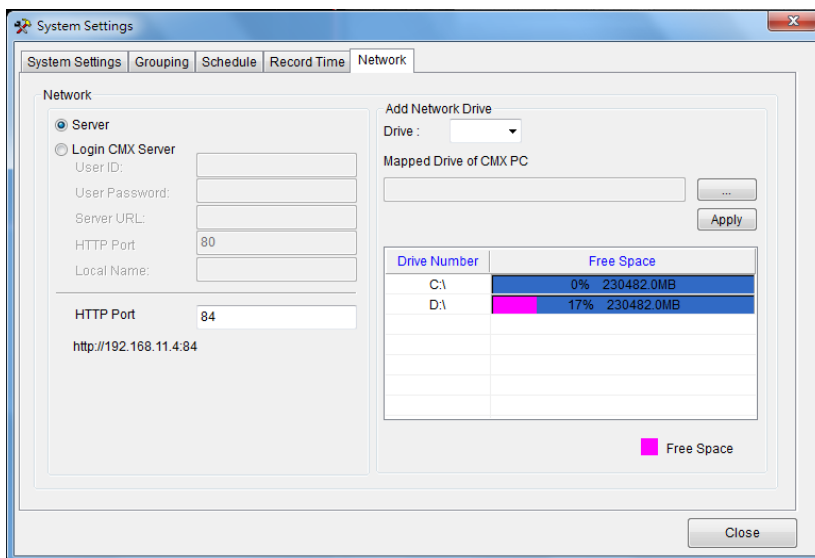 System Settings
System Settings Grouping Schedule Record Time Network
Network
Server
Login CMX Server
User ID:
User Password:
Server URL:
HTTP Port 80
Local Name:
HTTP Port 84
http://192.168.11.4:84
Add Network Drive
Drive :
Mapped Drive of CMX PC
...
Apply
Drive Number Free Space
C:\ 0% 230482.0MB
D:\ 17% 230482.0MB
Free Space
Close